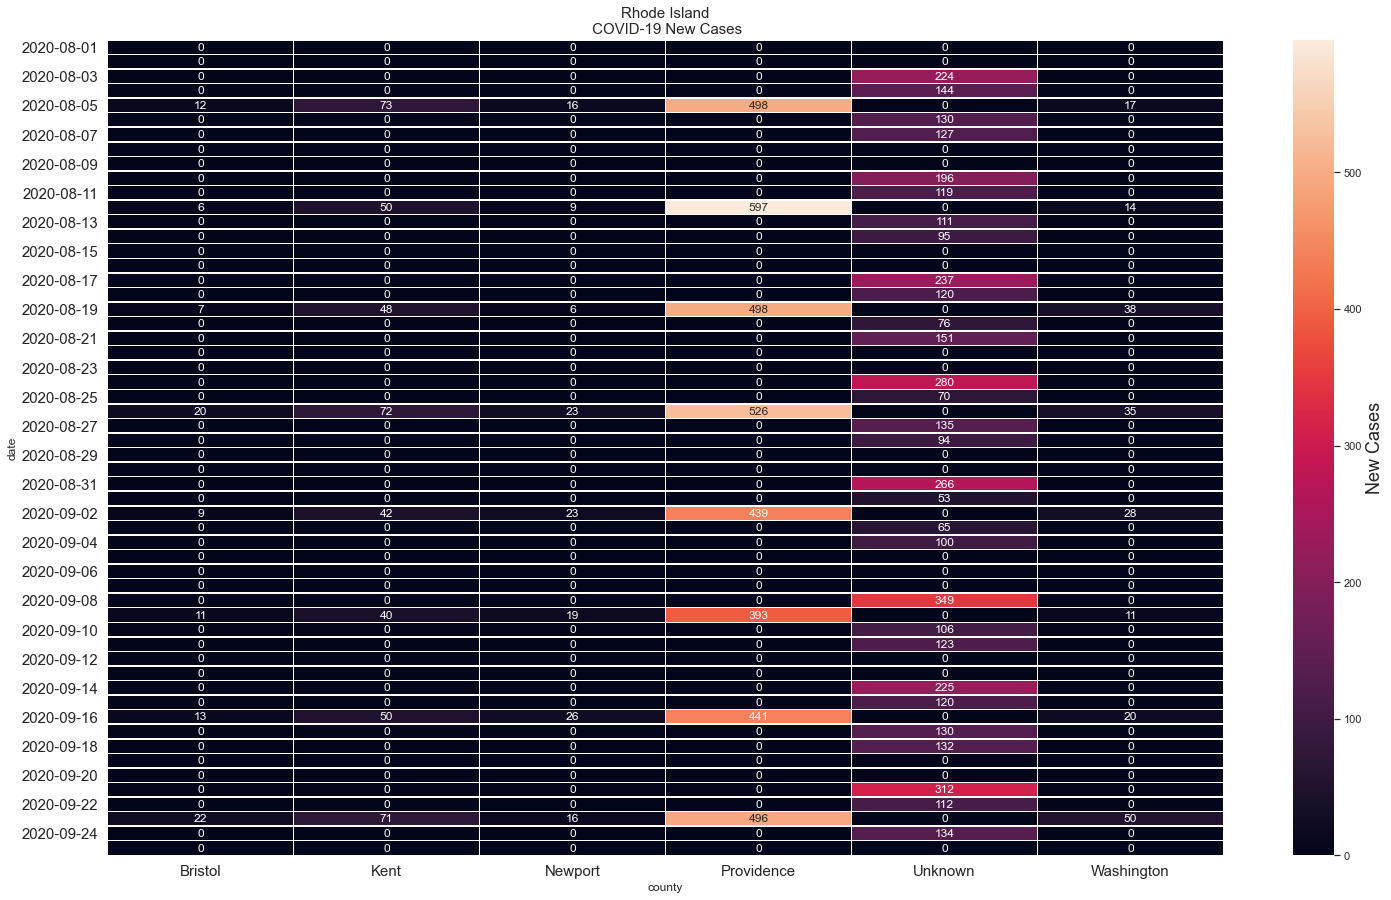 Rhode Island
COVID-19 New Cases
2020-08-01 0 0 0 0 0 0
0 0 0 0 0 0
2020-08-03 0 0 0 0 224 0
0 0 0 0 144 0
2020-08-05 12 73 16 498 0 17
0 0 0 0 130 0
2020-08-07 0 0 0 0 127 0
0 0 0 0 0 0
2020-08-09 0 0 0 0 0 0
0 0 0 0 196 0
2020-08-11 0 0 0 0 119 0
6 50 9 597 0 14
2020-08-13 0 0 0 0 111 0
0 0 0 0 95 0
2020-08-15 0 0 0 0 0 0
0 0 0 0 0 0
2020-08-17 0 0 0 0 237 0
0 0 0 0 120 0
2020-08-19 7 48 6 498 0 38
0 0 0 0 76 0
2020-08-21 0 0 0 0 151 0
0 0 0 0 0 0
2020-08-23 0 0 0 0 0 0
0 0 0 0 280 0
2020-08-25 0 0 0 0 70 0
20 72 23 526 0 35
2020-08-27 0 0 0 0 135 0
0 0 0 0 94 0
2020-08-29 0 0 0 0 0 0
0 0 0 0 0 0
2020-08-31 0 0 0 0 266 0
0 0 0 0 53 0
2020-09-02 9 42 23 439 0 28
0 0 0 0 65 0
2020-09-04 0 0 0 0 100 0
0 0 0 0 0 0
2020-09-06 0 0 0 0 0 0
0 0 0 0 0 0
2020-09-08 0 0 0 0 349 0
11 40 19 393 0 11
2020-09-10 0 0 0 0 106 0
0 0 0 0 123 0
2020-09-12 0 0 0 0 0 0
0 0 0 0 0 0
2020-09-14 0 0 0 0 225 0
0 0 0 0 120 0
2020-09-16 13 50 26 441 0 20
0 0 0 0 130 0
2020-09-18 0 0 0 0 132 0
0 0 0 0 0 0
2020-09-20 0 0 0 0 0 0
0 0 0 0 312 0
2020-09-22 0 0 0 0 112 0
22 71 16 496 0 50
2020-09-24 0 0 0 0 134 0
0 0 0 0 0 0
Bristol Kent Newport Providence Unknown Washington
county
date
500
400
300
200
100
0
New Cases